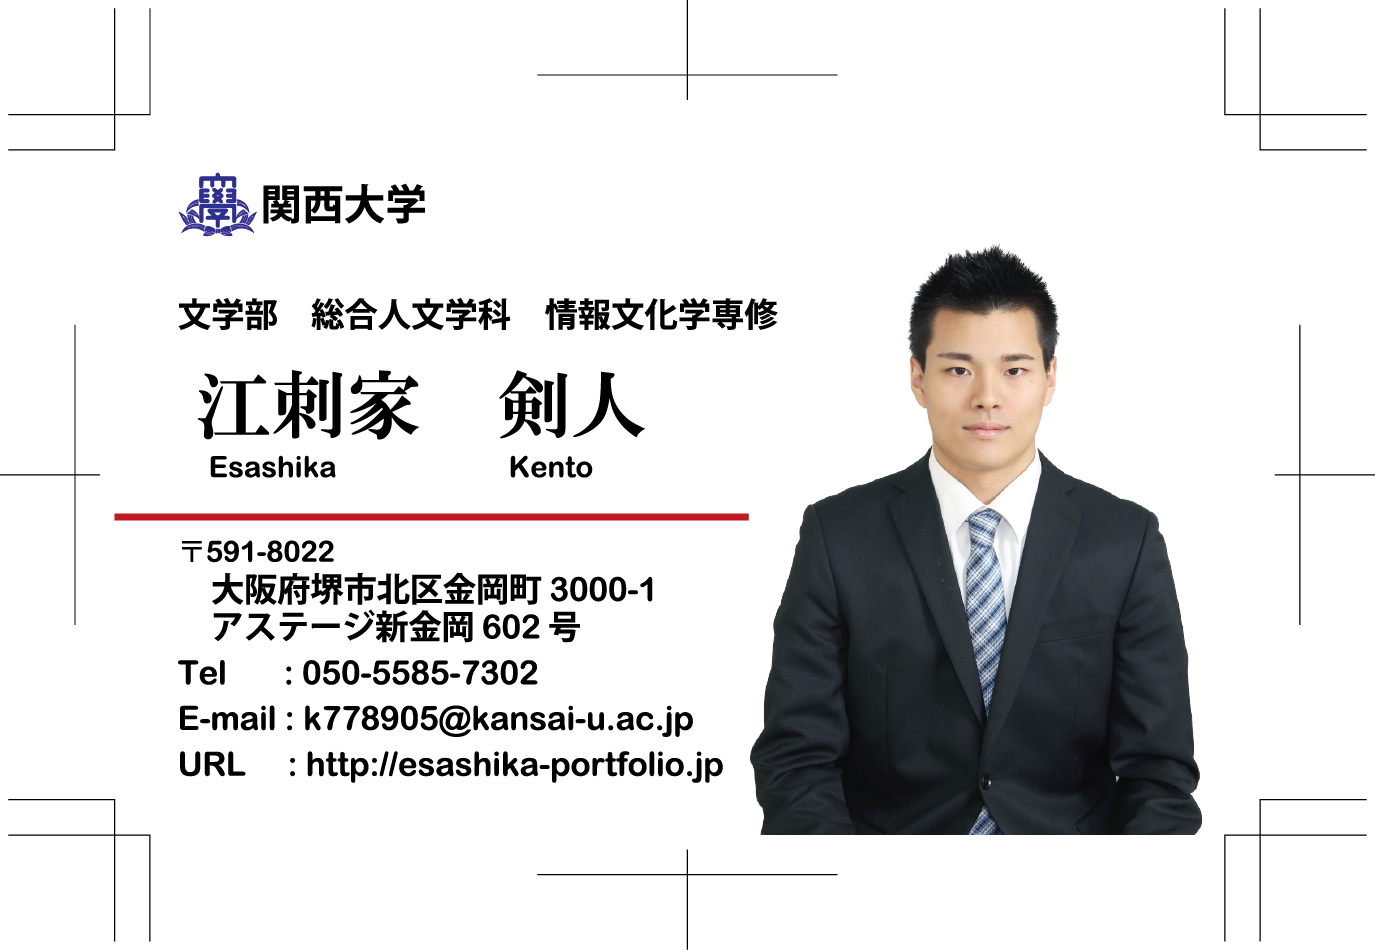 関西大学
文学部　総合人文学科　情報文化学専修
江刺家　剣人
Esashika　Kento
〒591-8022
大阪府堺市北区金岡町 3000-1
アステージ新金岡 602 号
Tel : 050-5585-7302
E-mail : k778905@kansai-u.ac.jp
URL : http://esashika-portfolio.jp